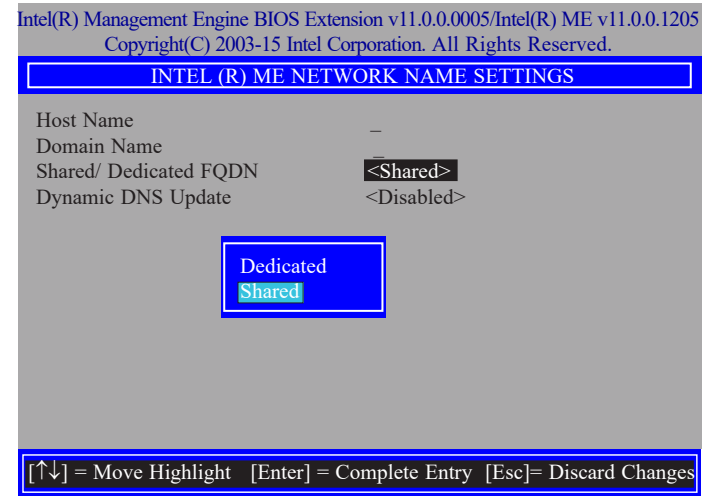 Intel(R) Management Engine BIOS Extension v11.0.0.0005/Intel(R) ME v11.0.0.1205
Copyright(C) 2003-15 Intel Corporation. All Rights Reserved.
INTEL (R) ME NETWORK NAME SETTINGS
Host Name _
Domain Name _
Shared/ Dedicated FQDN <Shared>
Dynamic DNS Update <Disabled>
Dedicated
Shared
[↑↓] = Move Highlight [Enter] = Complete Entry [Esc]= Discard Changes